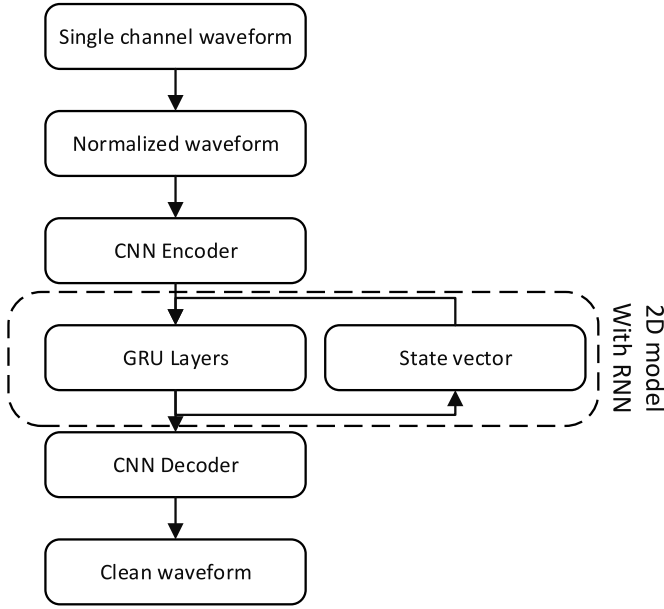 Single channel waveform
Normalized waveform
CNN Encoder
GRU Layers
State vector
2D model
With RNN
CNN Decoder
Clean waveform